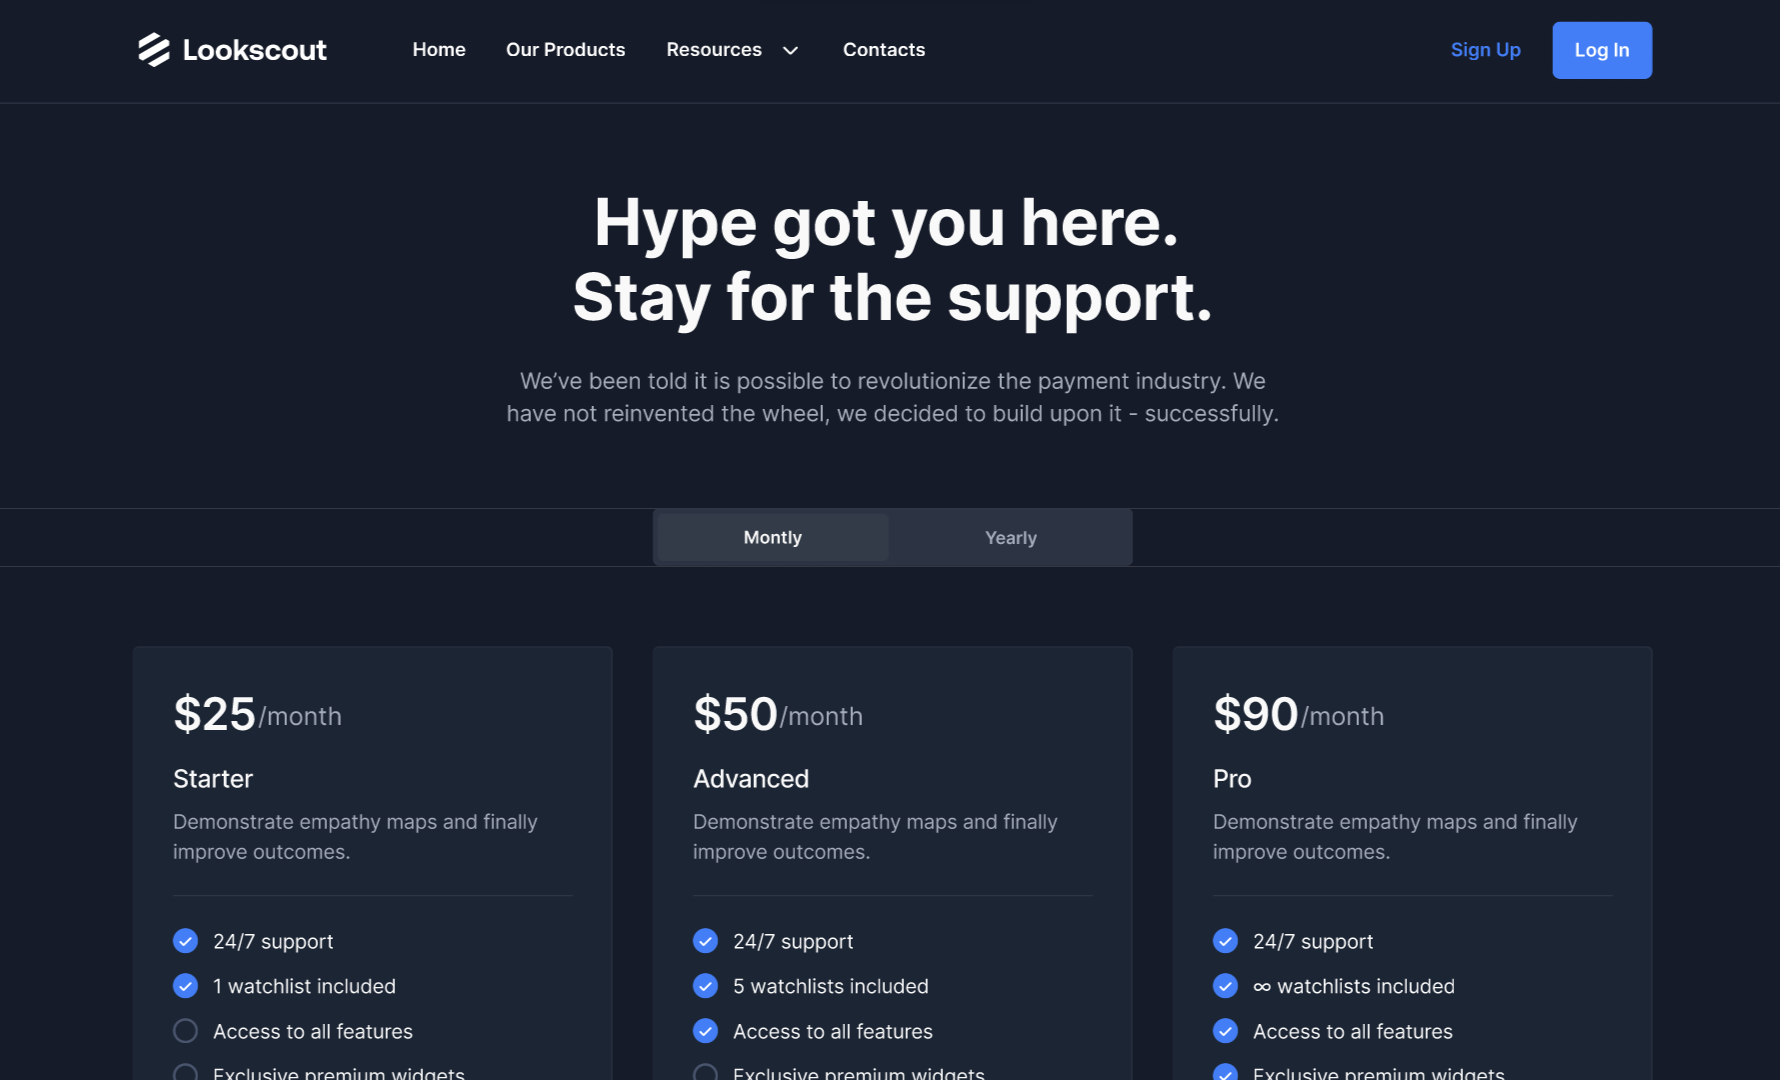 Lookscout
Home
Our Products
Resources
Contacts
Sign Up
Log In
Hype got you here.
Stay for the support.
We’ve been told it is possible to revolutionize the payment industry. We
have not reinvented the wheel, we decided to build upon it - successfully.
Montly
Yearly
$25/month
Starter
Demonstrate empathy maps and finally
improve outcomes.
24/7 support
1 watchlist included
Access to all features
Exclusive premium widgets
$50/month
Advanced
Demonstrate empathy maps and finally
improve outcomes.
24/7 support
5 watchlists included
Access to all features
Exclusive premium widgets
$90/month
Pro
Demonstrate empathy maps and finally
improve outcomes.
24/7 support
∞ watchlists included
Access to all features
Exclusive premium widgets